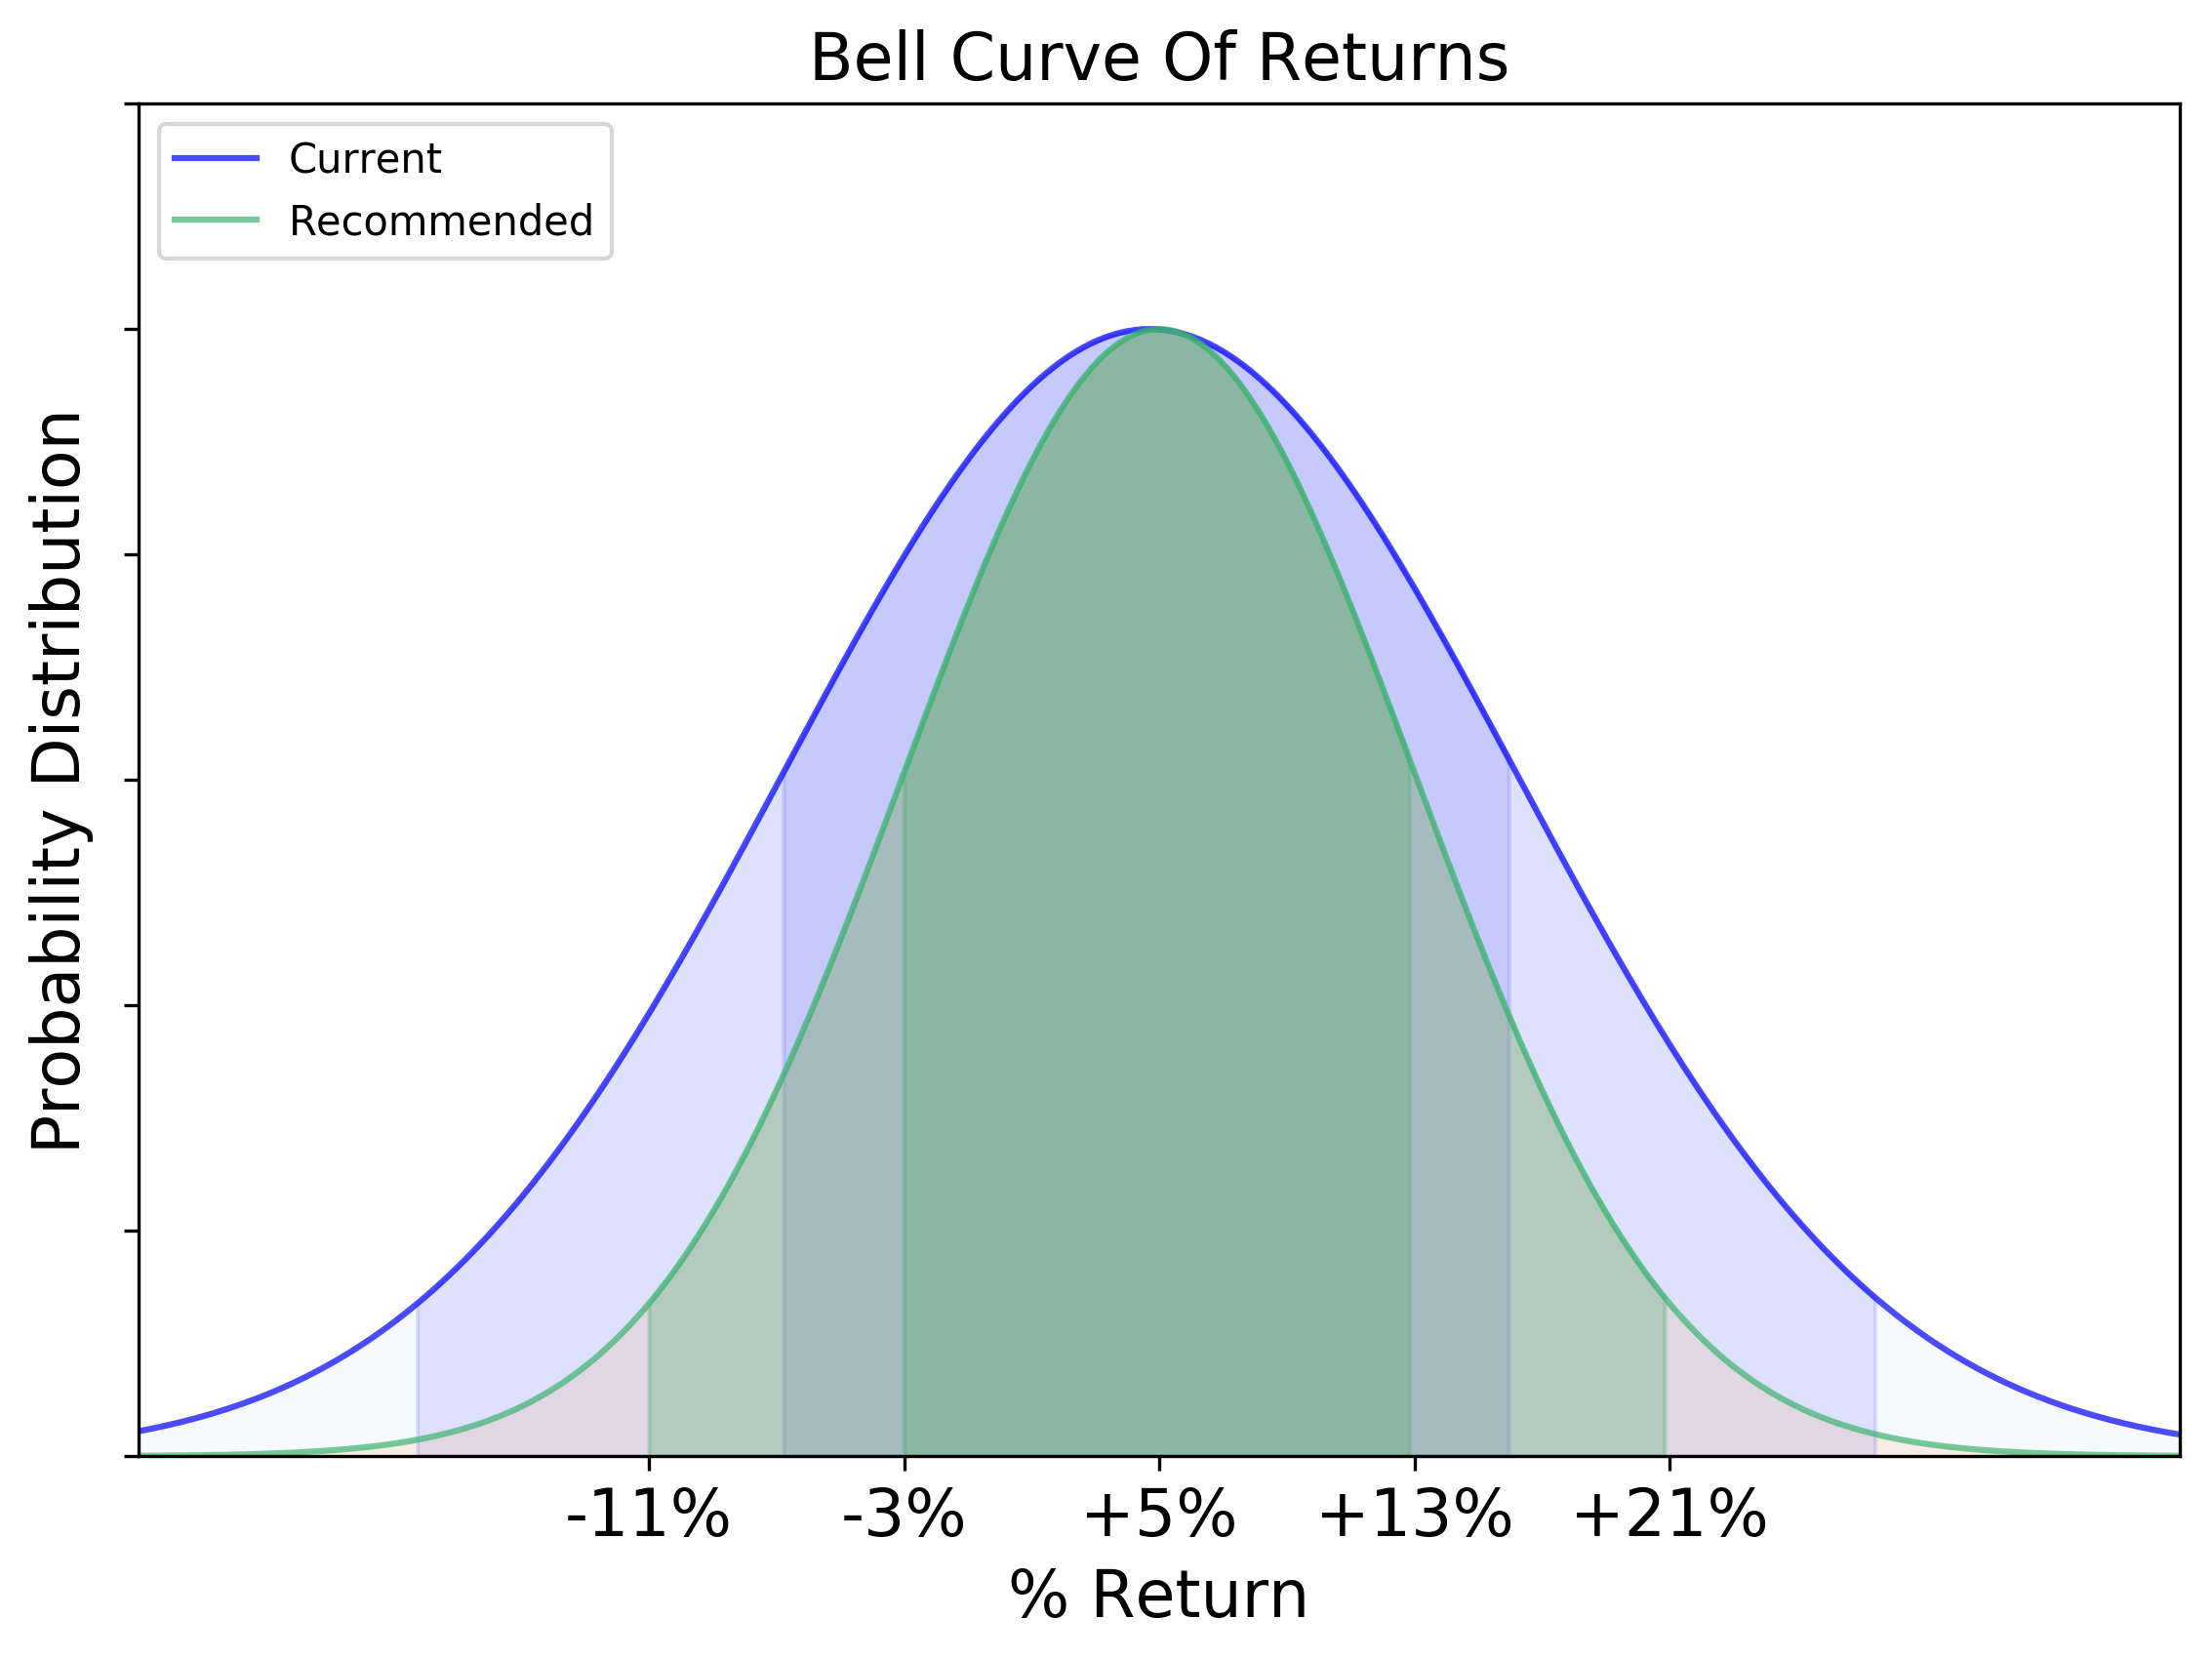 Bell Curve Of Returns
Current
Recommended
Probability Distribution
-11%
-3%
+5%
+13%
+21%
% Return